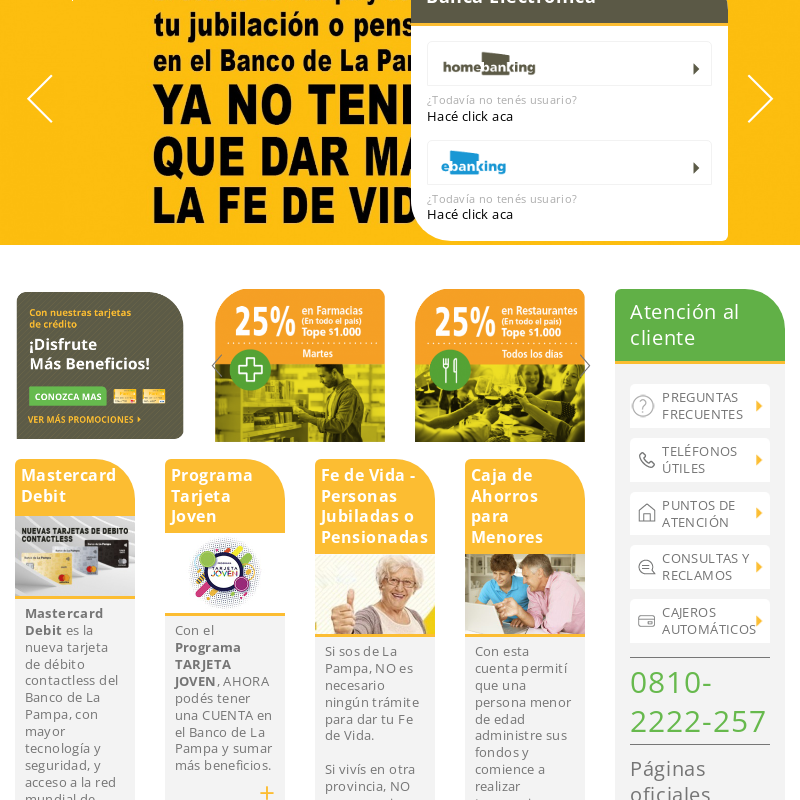 tu jubilación o pens
en el Banco de La Par
YA NO TENE
QUE DAR MA
LA FE DE VID
Banca Electrónica
homebanking
¿Todavía no tenés usuario?
Hacé click aca
ebanking
¿Todavía no tenés usuario?
Hacé click aca
Con nuestras tarjetas
de crédito
¡Disfrute
Más Beneficios!
CONOZCA MAS
VER MÁS PROMOCIONES
25%
en Farmacias
(En todo el país)
Tope $1.000
Martes
25%
en Restaurantes
(En todo el país)
Tope $1.000
Todos los días
Mastercard
Debit
NUEVAS TARJETAS DE DEBITO
CONTACTLESS
Mastercard
Debit es la
nueva tarjeta
de débito
contactless del
Banco de La
Pampa, con
mayor
tecnología y
seguridad, y
acceso a la red
mundial de
Programa
Tarjeta
Joven
TARJETA
JOVEN
Con el
Programa
TARJETA
JOVEN, AHORA
podés tener
una CUENTA en
el Banco de La
Pampa y sumar
más beneficios.
+
Fe de Vida -
Personas
Jubiladas o
Pensionadas
Si sos de La
Pampa, NO es
necesario
ningún trámite
para dar tu Fe
de Vida.
Si vivís en otra
provincia, NO
Caja de
Ahorros
para
Menores
Con esta
cuenta permití
que una
persona menor
de edad
administre sus
fondos y
comience a
realizar
Atención al
cliente
PREGUNTAS
FRECUENTES
TELÉFONOS
ÚTILES
PUNTOS DE
ATENCIÓN
CONSULTAS Y
RECLAMOS
CAJEROS
AUTOMÁTICOS
0810-
2222-257
Páginas
oficiales